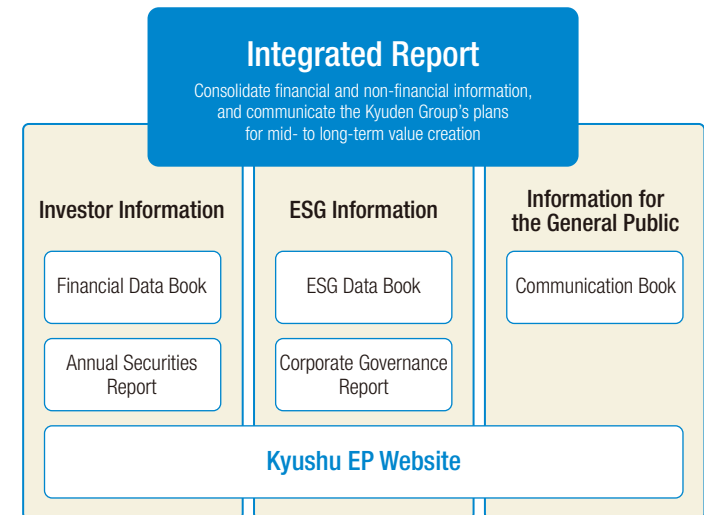 Integrated Report
Consolidate financial and non-financial information,
and communicate the Kyuden Group's plans
for mid- to long-term value creation
Investor Information
Financial Data Book
Annual Securities
Report
ESG Information
ESG Data Book
Corporate Governance
Report
Information for
the General Public
Communication Book
Kyushu EP Website